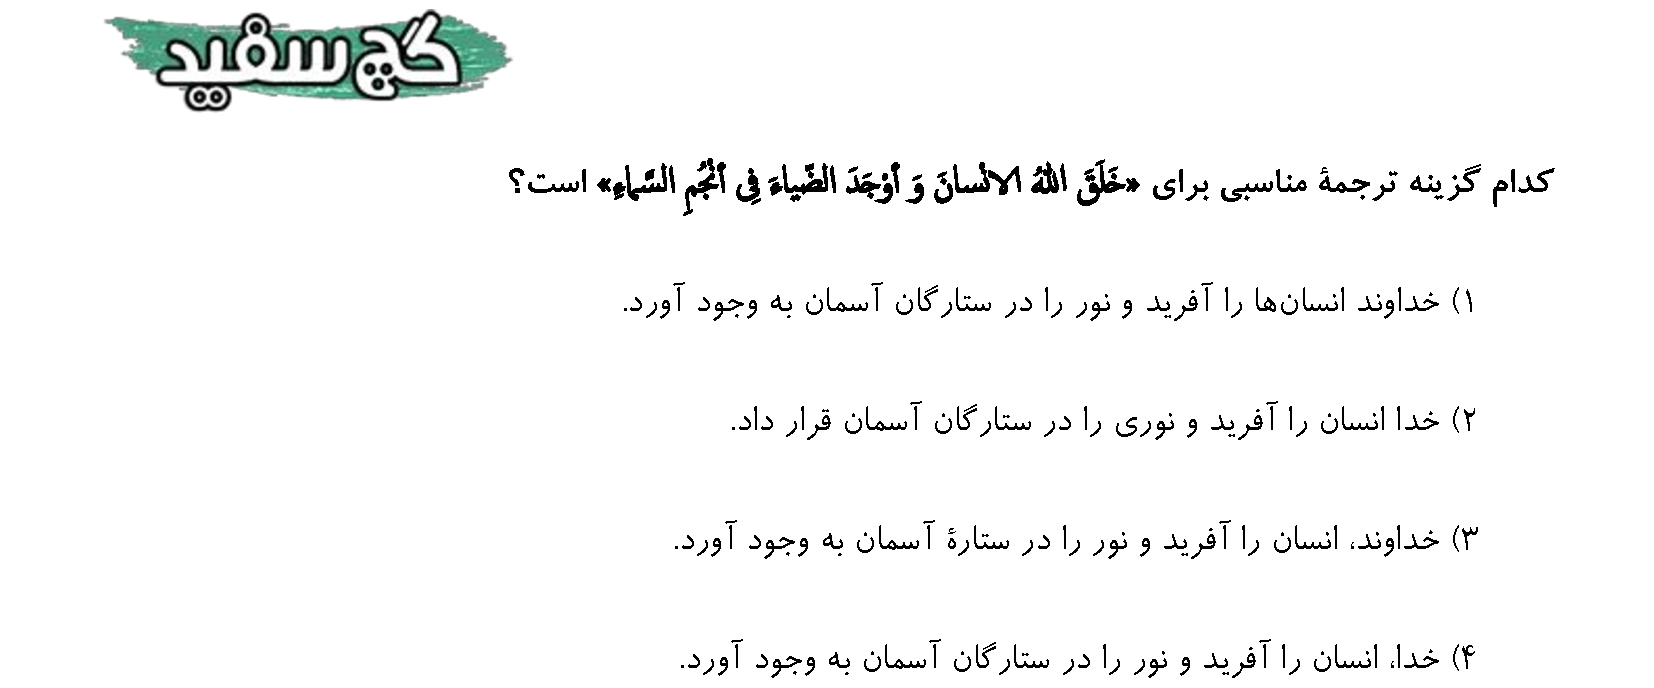 گچ سفید
کدام گزینه ترجمهٔ مناسبی برای «خَلَقَ اللهُ الانْسانَ وَ أوْجَدَ الضّیاءَ فِی أنْجُمِ السَّماءِ» است؟
۱) خداوند انسان‌ها را آفرید و نور را در ستارگان آسمان به وجود آورد.
۲) خدا انسان را آفرید و نوری را در ستارگان آسمان قرار داد.
۳) خداوند، انسان را آفرید و نور را در ستارهٔ آسمان به وجود آورد.
۴) خدا، انسان را آفرید و نور را در ستارگان آسمان به وجود آورد.